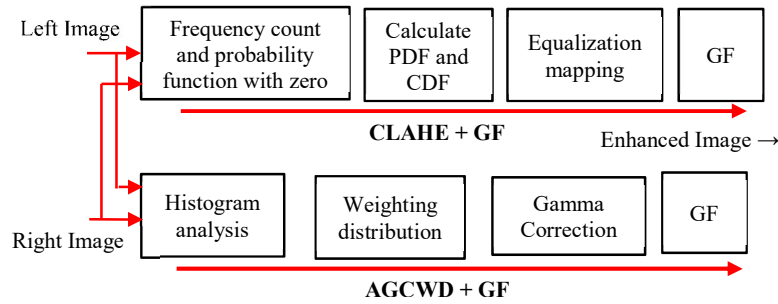 Left Image
Frequency count
and probability
function with zero
Calculate
PDF and
CDF
Equalization
mapping
GF
CLAHE + GF
Enhanced Image →
Histogram
analysis
Weighting
distribution
Gamma
Correction
GF
Right Image
AGCWD + GF